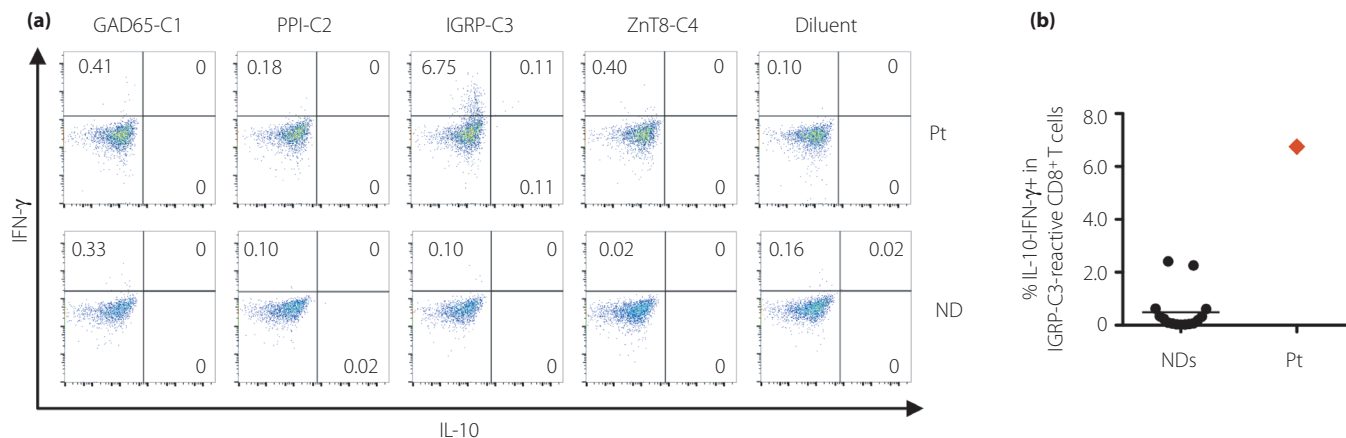 (a)
GAD65-C1 PPI-C2 IGRP-C3 ZnT8-C4 Diluent
0.41 0 0.18 0 6.75 0.11 0.40 0 0.10 0
Pt
0 0 0.11 0 0
0.33 0 0.10 0 0.10 0 0.02 0 0.16 0.02
ND
0 0.02 0 0 0
IFN-γ
IL-10
(b)
% IL-10-IFN-γ+ in
IGRP-C3-reactive CD8+ T cells
8.0
6.0
4.0
2.0
0
NDs Pt